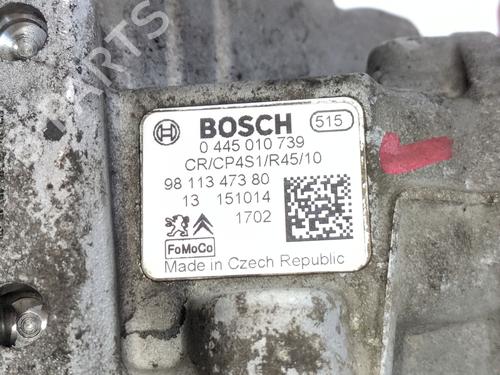 PARTS
BOSCH 515
0 445 010 739
CR/CP4S1/R45/10
98 113 473 80
13 151014
1702
FoMoCo
Made in Czech Republic